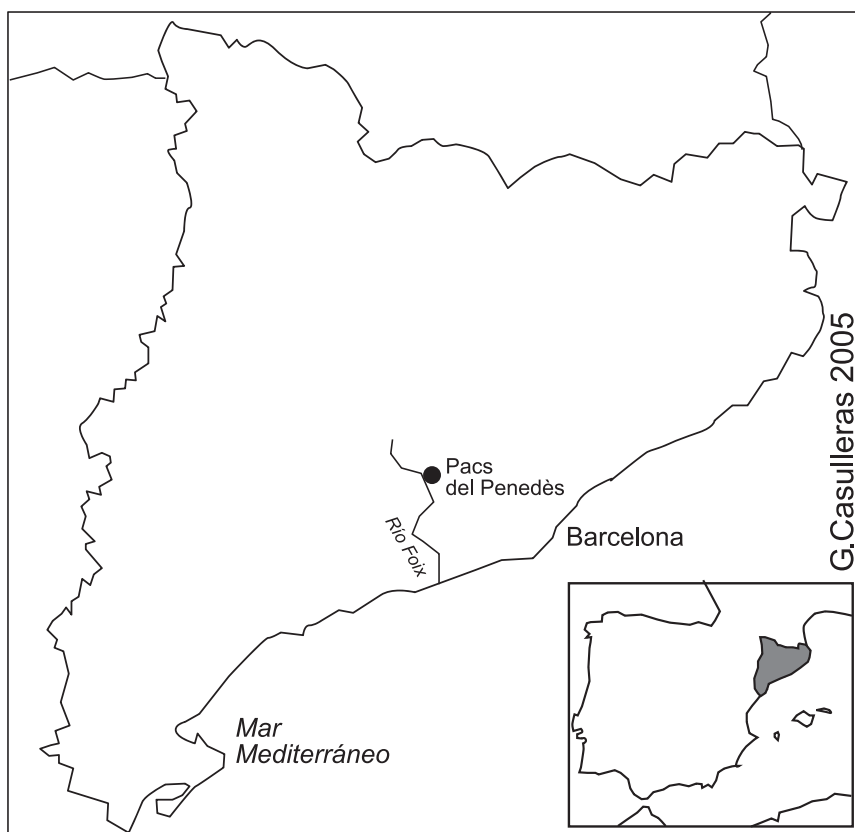 Pacs
del Penedès
Río Foix
Barcelona
Mar
Mediterráneo
G.Casulleras 2005